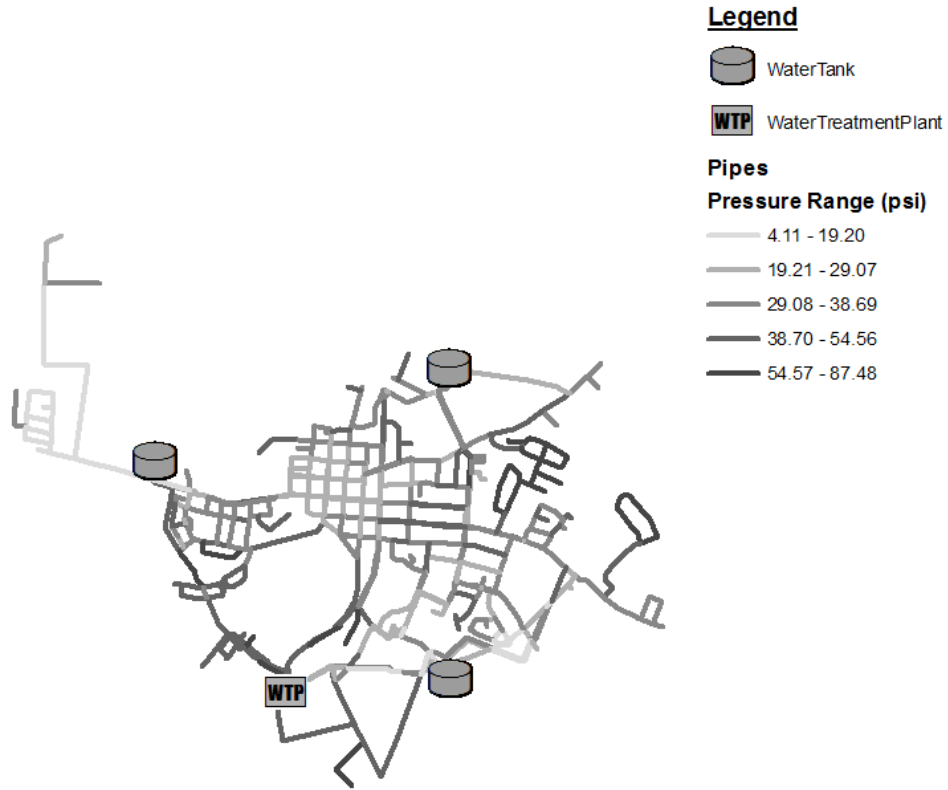 Legend
WaterTank
WTP WaterTreatmentPlant
Pipes
Pressure Range (psi)
4.11 - 19.20
19.21 - 29.07
29.08 - 38.69
38.70 - 54.56
54.57 - 87.48
WTP